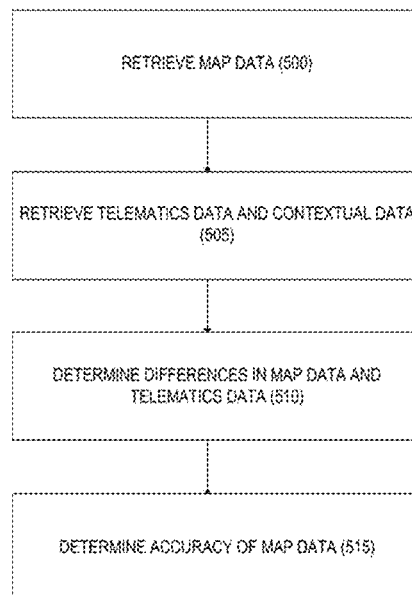 RETRIEVE MAP DATA (500)
RETRIEVE TELEMATICS DATA AND CONTEXTUAL DATA
(505)
DETERMINE DIFFERENCES IN MAP DATA AND
TELEMATICS DATA (510)
DETERMINE ACCURACY OF MAP DATA (515)